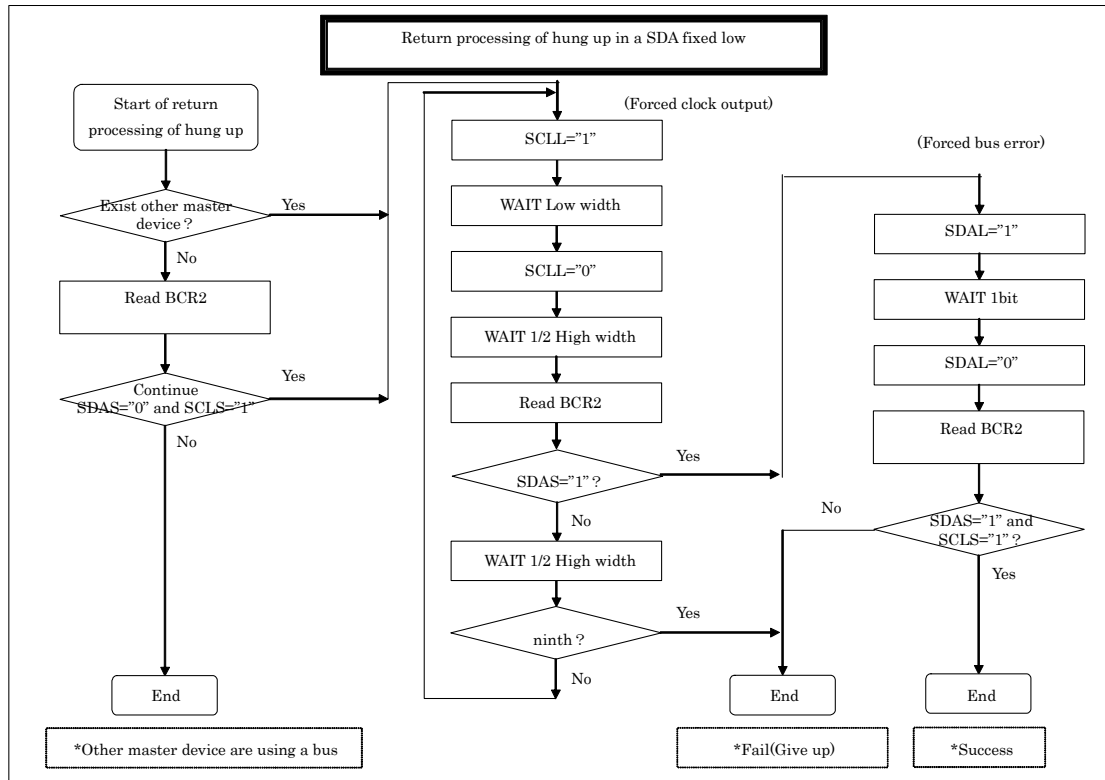 Return processing of hung up in a SDA fixed low
Start of return
processing of hung up
Exist other master
device？
Yes
No
Read BCR2
Continue
SDAS=”0” and SCLS=”1”
Yes
No
End
*Other master device are using a bus
(Forced clock output)
SCLL=”1”
WAIT Low width
SCLL=”0”
WAIT 1/2 High width
Read BCR2
SDAS=”1”？
Yes
No
WAIT 1/2 High width
ninth？
Yes
No
(Forced bus error)
SDAL=”1”
WAIT 1bit
SDAL=”0”
Read BCR2
SDAS=”1” and
SCLS=”1”？
No
Yes
End
*Fail(Give up)
End
*Success